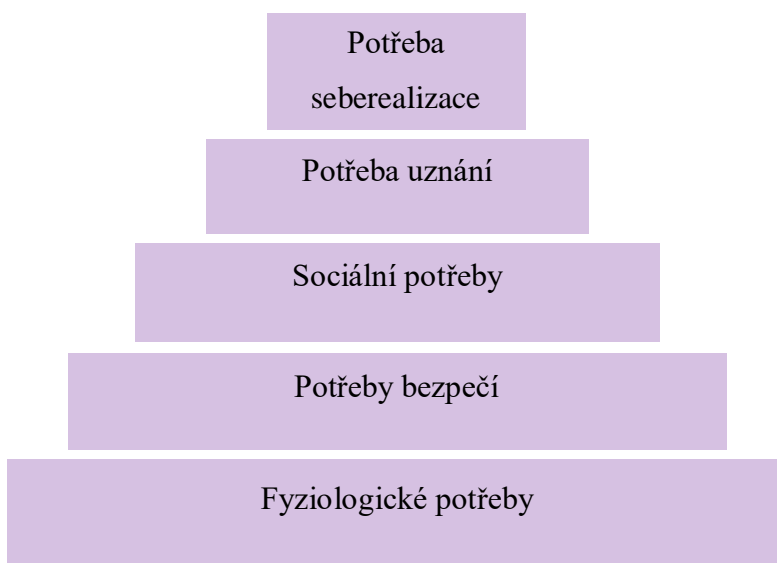 Potřeba
seberealizace
Potřeba uznání
Sociální potřeby
Potřeby bezpečí
Fyziologické potřeby